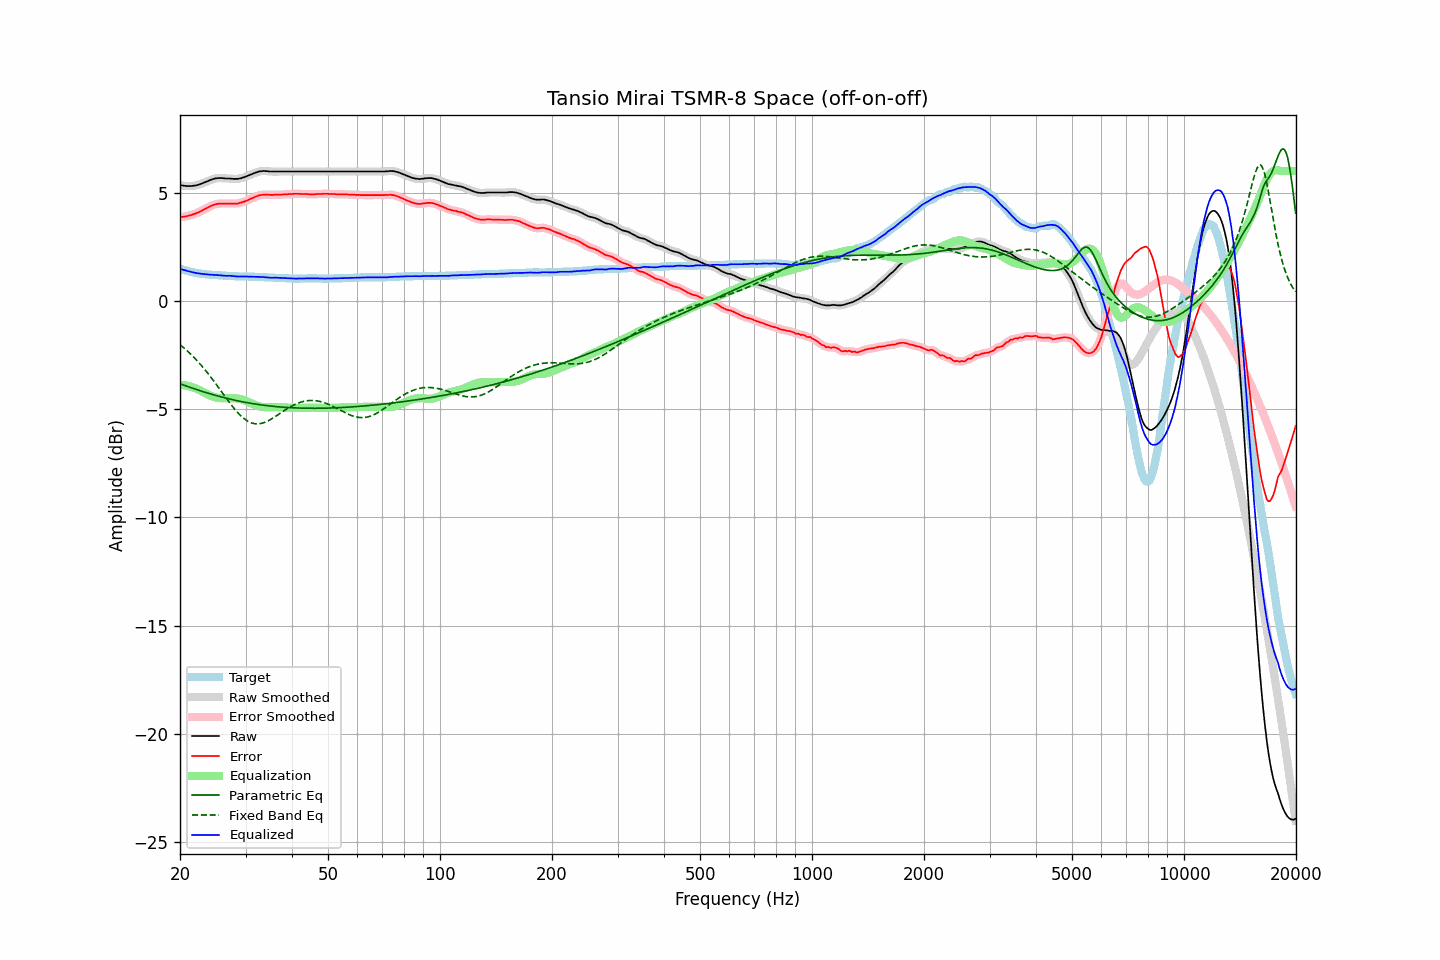 Tansio Mirai TSMR-8 Space (off-on-off)
Amplitude (dBr)
5
0
−5
−10
−15
−20
−25
Target
Raw Smoothed
Error Smoothed
Raw
Error
Equalization
Parametric Eq
Fixed Band Eq
Equalized
20 50 100 200 500 1000 2000 5000 10000 20000
Frequency (Hz)